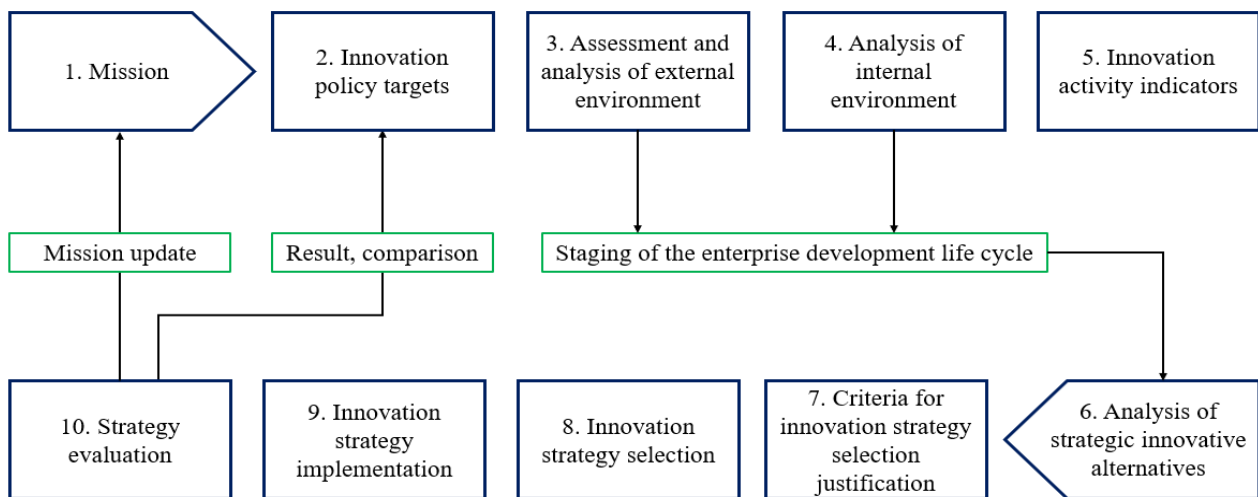 1. Mission
2. Innovation
policy targets
3. Assessment and
analysis of external
environment
4. Analysis of
internal
environment
5. Innovation
activity indicators
Mission update
Result, comparison
Staging of the enterprise development life cycle
10. Strategy
evaluation
9. Innovation
strategy
implementation
8. Innovation
strategy selection
7. Criteria for
innovation strategy
selection
justification
6. Analysis of
strategic innovative
alternatives